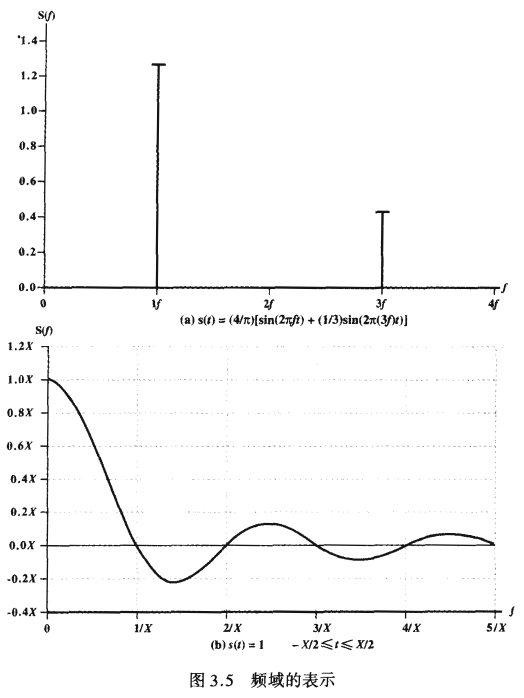 S(f)
1.4
1.2
1.0
0.8
0.6
0.4
0.2
0.0
0 1f 2f 3f 4f f
(a) s(t) = (4/π)[sin(2πft) + (1/3)sin(2π(3f)t)]
S(f)
1.2X
1.0X
0.8X
0.6X
0.4X
0.2X
0.0X
-0.2X
-0.4X
0 1/X 2/X 3/X 4/X 5/X f
(b) s(t) = 1 - X/2 ≤ t ≤ X/2
图 3.5 频域的表示